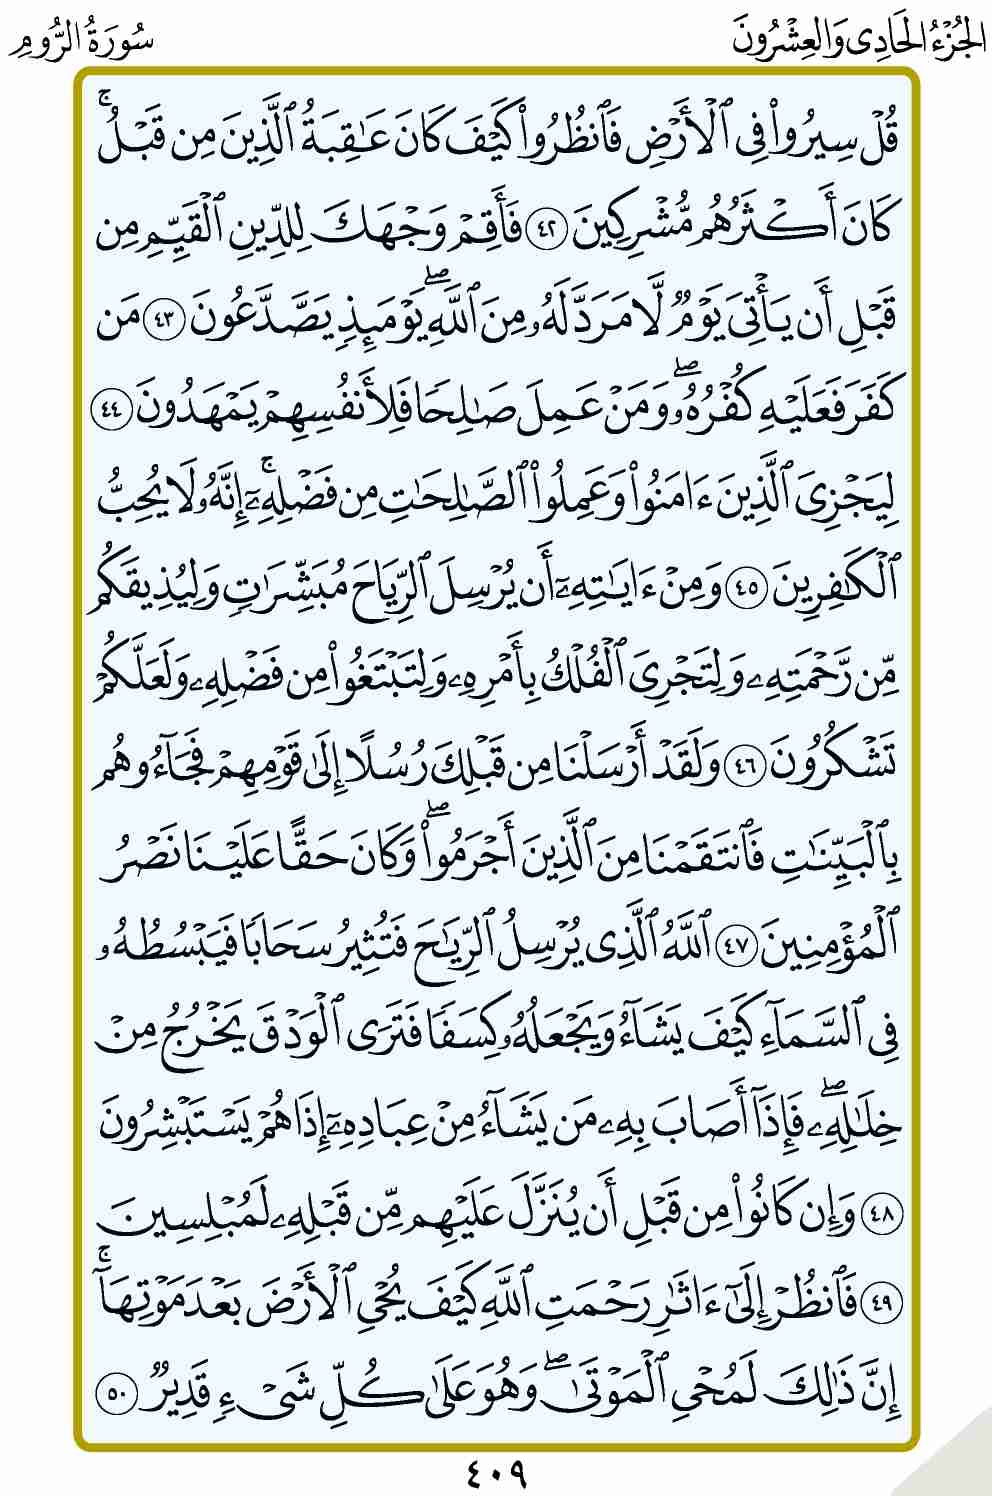 الجُزْءُ الحَادِى وَالعِشْرُونَ
سُورَةُ الرُّومِ
قُلْ سِيرُوا۟ فِى ٱلْأَرْضِ فَٱنظُرُوا۟ كَيْفَ كَانَ عَـٰقِبَةُ ٱلَّذِينَ مِن قَبْلُ ۚ
كَانَ أَكْثَرُهُم مُّشْرِكِينَ ٤٢ فَأَقِمْ وَجْهَكَ لِلدِّينِ ٱلْقَيِّمِ مِن
قَبْلِ أَن يَأْتِىَ يَوْمٌ لَّا مَرَدَّ لَهُۥ مِنَ ٱللَّهِ ۖ يَوْمَئِذٍ يَصَّدَّعُونَ ٤٣ مَن
كَفَرَ فَعَلَيْهِ كُفْرُهُۥ ۖ وَمَنْ عَمِلَ صَـٰلِحًا فَلِأَنفُسِهِمْ يَمْهَدُونَ ٤٤
لِيَجْزِىَ ٱلَّذِينَ ءَامَنُوا۟ وَعَمِلُوا۟ ٱلصَّـٰلِحَـٰتِ مِن فَضْلِهِۦٓ ۚ إِنَّهُۥ لَا يُحِبُّ
ٱلْكَـٰفِرِينَ ٤٥ وَمِنْ ءَايَـٰتِهِۦٓ أَن يُرْسِلَ ٱلرِّيَاحَ مُبَشِّرَٰتٍ وَلِيُذِيقَكُم
مِّن رَّحْمَتِهِۦ وَلِتَجْرِىَ ٱلْفُلْكُ بِأَمْرِهِۦ وَلِتَبْتَغُوا۟ مِن فَضْلِهِۦ وَلَعَلَّكُمْ
تَشْكُرُونَ ٤٦ وَلَقَدْ أَرْسَلْنَا مِن قَبْلِكَ رُسُلًا إِلَىٰ قَوْمِهِمْ فَجَآءُوهُم
بِٱلْبَيِّنَـٰتِ فَٱنتَقَمْنَا مِنَ ٱلَّذِينَ أَجْرَمُوا۟ ۖ وَكَانَ حَقًّا عَلَيْنَا نَصْرُ
ٱلْمُؤْمِنِينَ ٤٧ ٱللَّهُ ٱلَّذِى يُرْسِلُ ٱلرِّيَـٰحَ فَتُثِيرُ سَحَابًا فَيَبْسُطُهُۥ
فِى ٱلسَّمَآءِ كَيْفَ يَشَآءُ وَيَجْعَلُهُۥ كِسَفًا فَتَرَى ٱلْوَدْقَ يَخْرُجُ مِنْ
خِلَـٰلِهِۦ ۖ فَإِذَآ أَصَابَ بِهِۦ مَن يَشَآءُ مِنْ عِبَادِهِۦٓ إِذَا هُمْ يَسْتَبْشِرُونَ
٤٨ وَإِن كَانُوا۟ مِن قَبْلِ أَن يُنَزَّلَ عَلَيْهِم مِّن قَبْلِهِۦ لَمُبْلِسِينَ
٤٩ فَٱنظُرْ إِلَىٰٓ ءَاثَـٰرِ رَحْمَتِ ٱللَّهِ كَيْفَ يُحْىِ ٱلْأَرْضَ بَعْدَ مَوْتِهَآ ۚ
إِنَّ ذَٰلِكَ لَمُحْىِ ٱلْمَوْتَىٰ ۖ وَهُوَ عَلَىٰ كُلِّ شَىْءٍ قَدِيرٌ ٥٠
٤٠٩